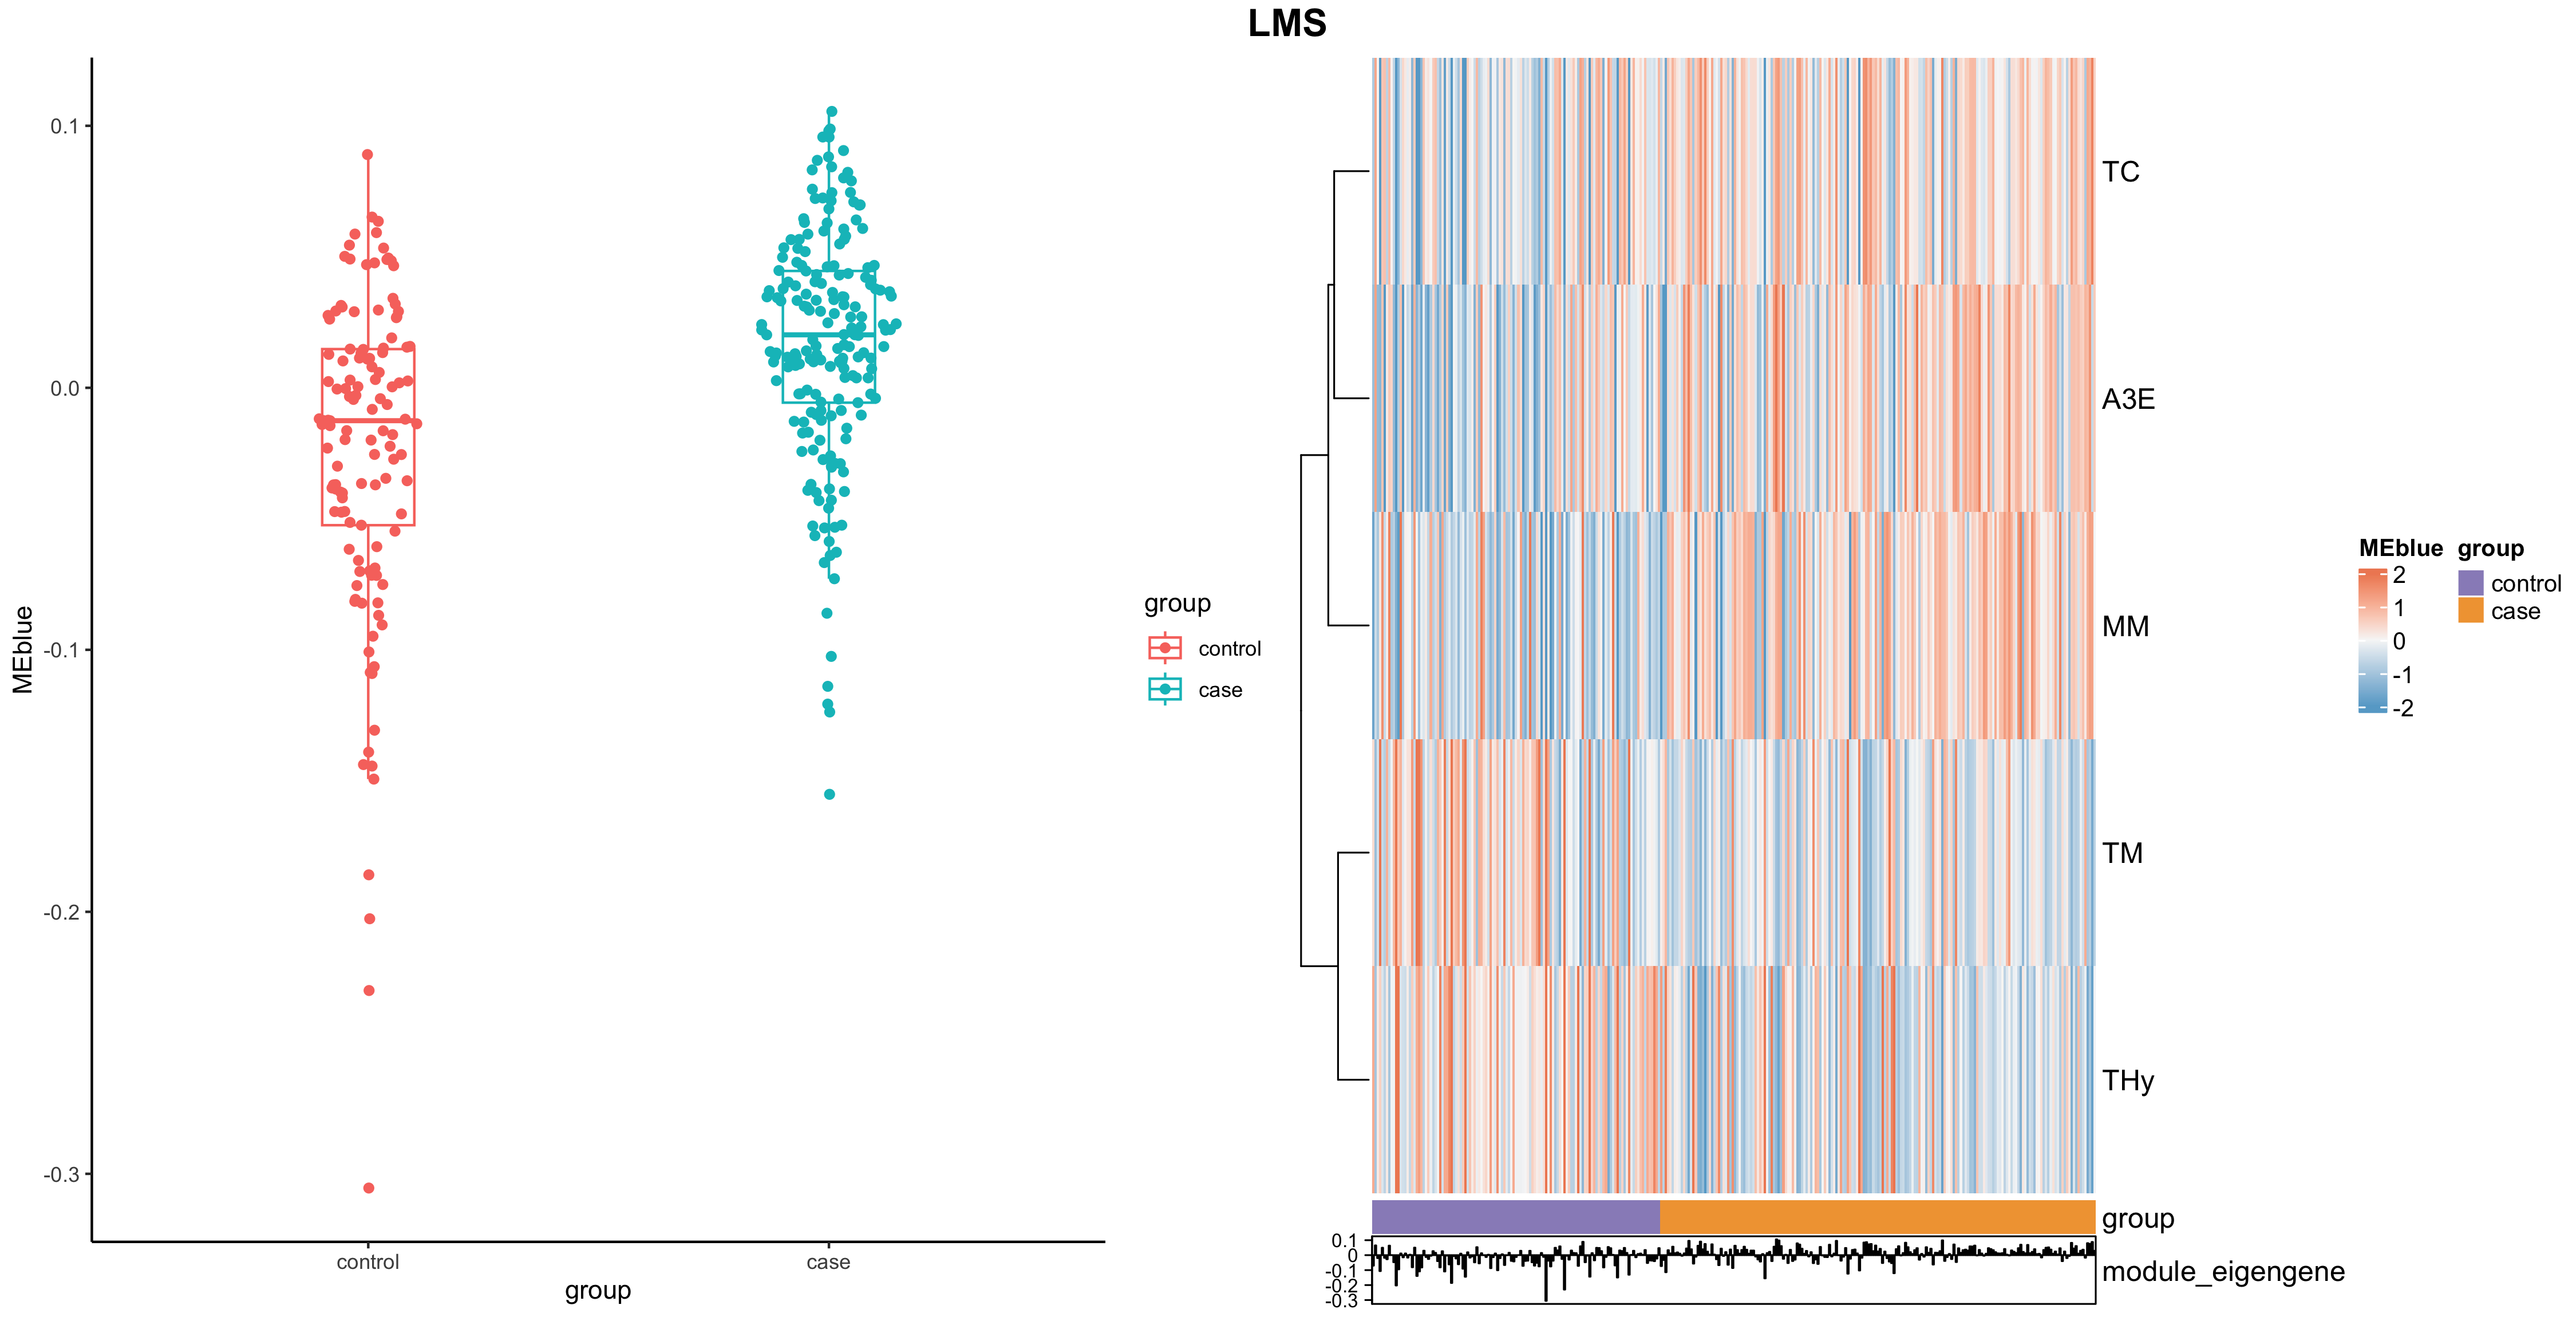 LMS
0.1
0.0
-0.1
-0.2
-0.3
MEblue
control
case
group
group
control
case
TC
A3E
MM
TM
THy
group
module_eigengene
0.1
0
-0.1
-0.2
-0.3
MEblue
2
1
0
-1
-2
group
control
case